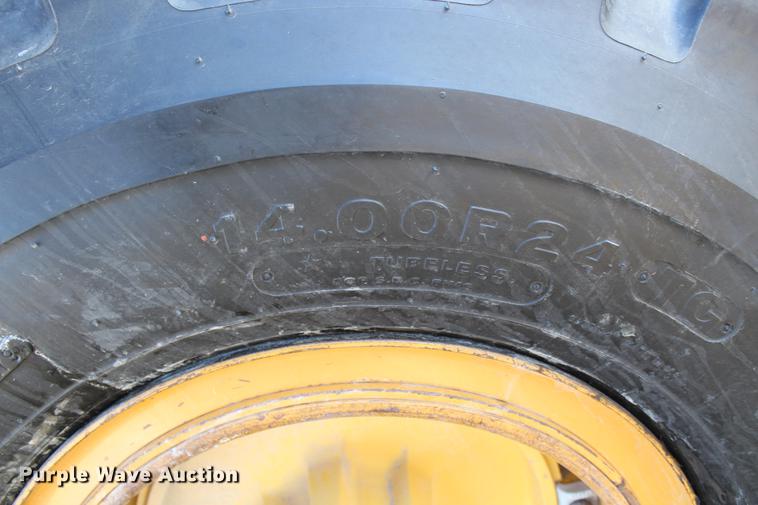 14.00R24
TUBELESS
TG
Purple Wave Auction